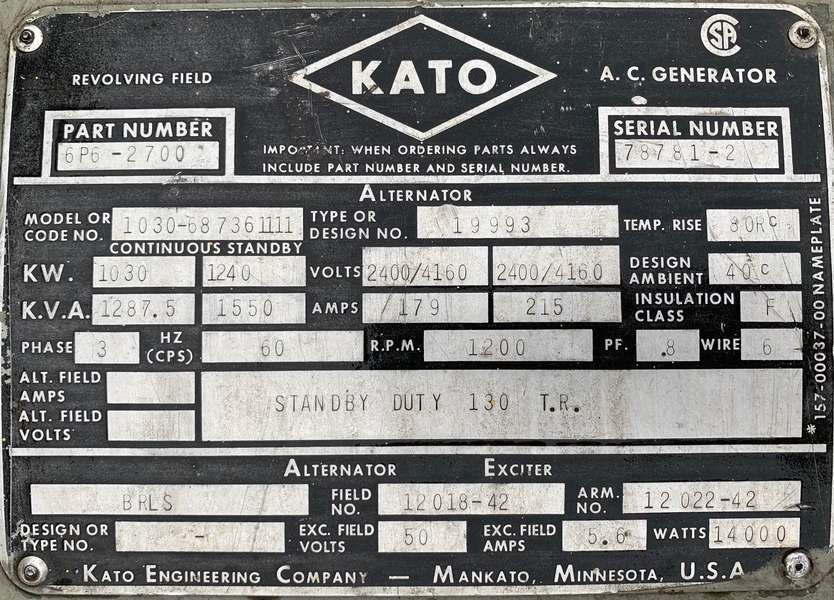 REVOLVING FIELD
KATO
CSA
A. C. GENERATOR
PART NUMBER
6P6-2700
IMPORTANT: WHEN ORDERING PARTS ALWAYS
INCLUDE PART NUMBER AND SERIAL NUMBER.
SERIAL NUMBER
78781-2
ALTERNATOR
MODEL OR CODE NO. 1030-687361111 TYPE OR DESIGN NO. 19993 TEMP. RISE 80R°C
CONTINUOUS STANDBY
KW. 1030 1240 VOLTS 2400/4160 2400/4160 DESIGN AMBIENT 40°C
K.V.A. 1287.5 1550 AMPS 179 215 INSULATION CLASS F
PHASE 3 HZ (CPS) 60 R.P.M. 1200 PF. .8 WIRE 6
ALT. FIELD AMPS
ALT. FIELD VOLTS
STANDBY DUTY 130 T.R.
* 157-00037-00 NAMEPLATE
ALTERNATOR EXCITER
BRLS FIELD NO. 12018-42 ARM. NO. 12022-42
DESIGN OR TYPE NO. - EXC. FIELD VOLTS 50 EXC. FIELD AMPS 5.6 WATTS 14000
KATO ENGINEERING COMPANY — MANKATO, MINNESOTA, U.S.A